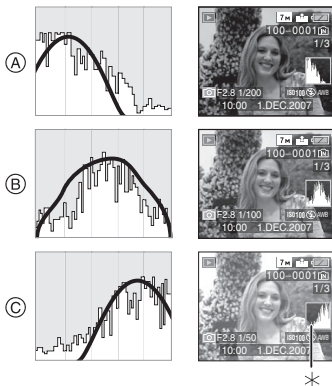 A
7M
100-0001
1/3
F2.8 1/200
ISO100 AWB
10:00 1.DEC.2007
B
7M
100-0001
1/3
F2.8 1/100
ISO100 AWB
10:00 1.DEC.2007
C
7M
100-0001
1/3
F2.8 1/50
ISO100 AWB
10:00 1.DEC.2007